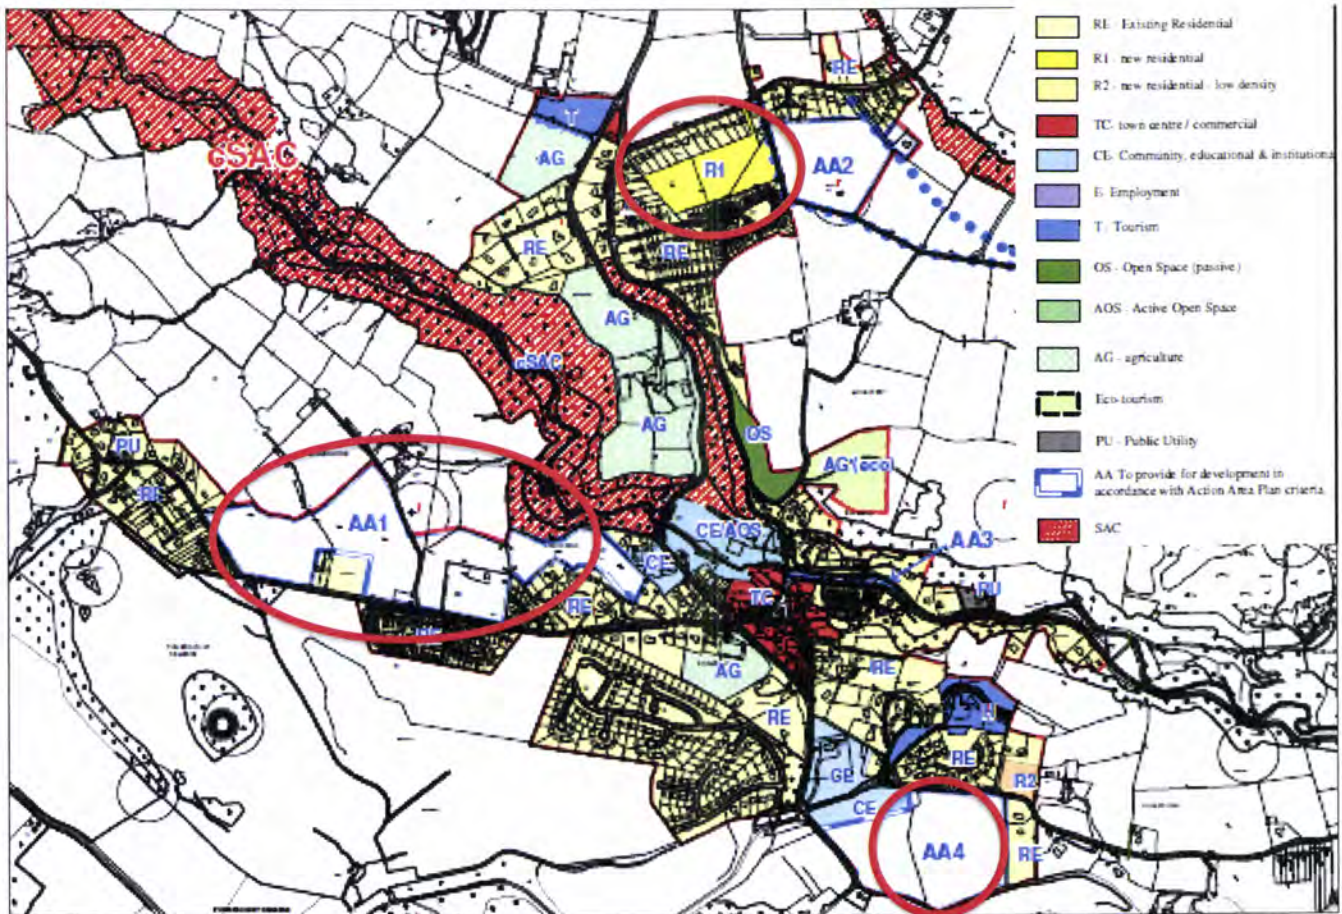 RE - Existing Residential
R1 - new residential
R2 - new residential - low density
TC- town centre / commercial
CE- Community, educational & institutional
E- Employment
T - Tourism
OS - Open Space (passive)
AOS - Active Open Space
AG - agriculture
Eco-tourism
PU - Public Utility
AA To provide for development in
accordance with Action Area Plan criteria.
SAC
RE
T
AG
R1
AA2
cSAC
RE
RE
AG
cSAC
AG
OS
AG (eco)
PU
RE
AA1
CE/AOS
AA3
CE
PU
RE
TC
AG
RE
RE
RE
CE
R2
CE
AA4
RE